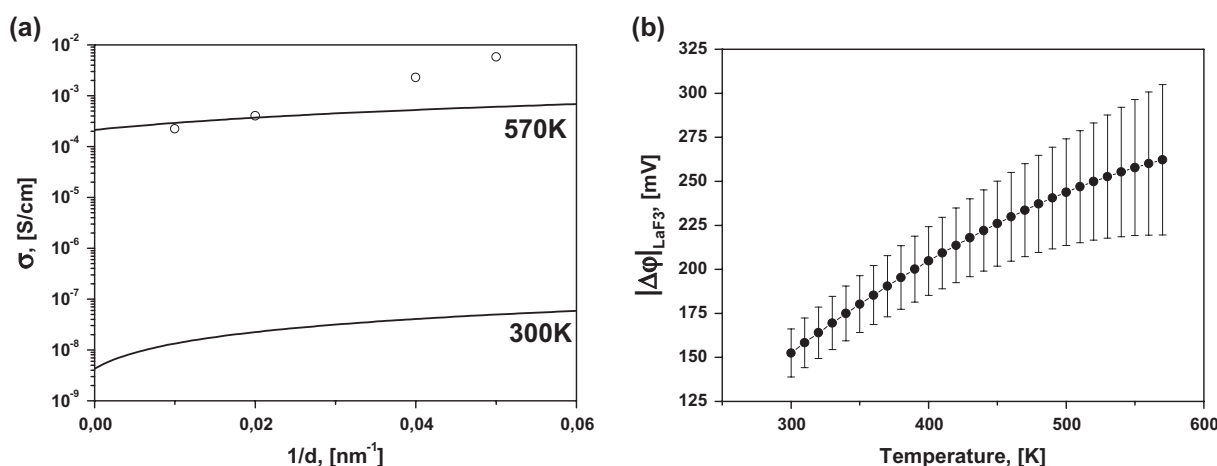 (a)
σ, [S/cm]
10⁻²
10⁻³
10⁻⁴
10⁻⁵
10⁻⁶
10⁻⁷
10⁻⁸
10⁻⁹
570K
300K
0,00 0,02 0,04 0,06
1/d, [nm⁻¹]
(b)
|Δφ|LaF3, [mV]
325
300
275
250
225
200
175
150
125
300 400 500 600
Temperature, [K]